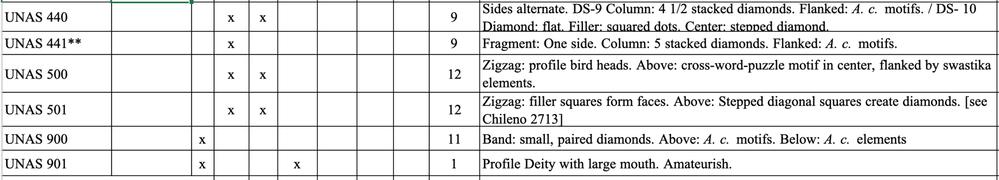 UNAS 440 x x 9 Sides alternate. DS-9 Column: 4 1/2 stacked diamonds. Flanked: A. c. motifs. / DS- 10
Diamond: flat. Filler: squared dots. Center: stepped diamond.
UNAS 441** x 9 Fragment: One side. Column: 5 stacked diamonds. Flanked: A. c. motifs.
UNAS 500 x x 12 Zigzag: profile bird heads. Above: cross-word-puzzle motif in center, flanked by swastika
elements.
UNAS 501 x x 12 Zigzag: filler squares form faces. Above: Stepped diagonal squares create diamonds. [see
Chileno 2713]
UNAS 900 x 11 Band: small, paired diamonds. Above: A. c. motifs. Below: A. c. elements
UNAS 901 x x 1 Profile Deity with large mouth. Amateurish.